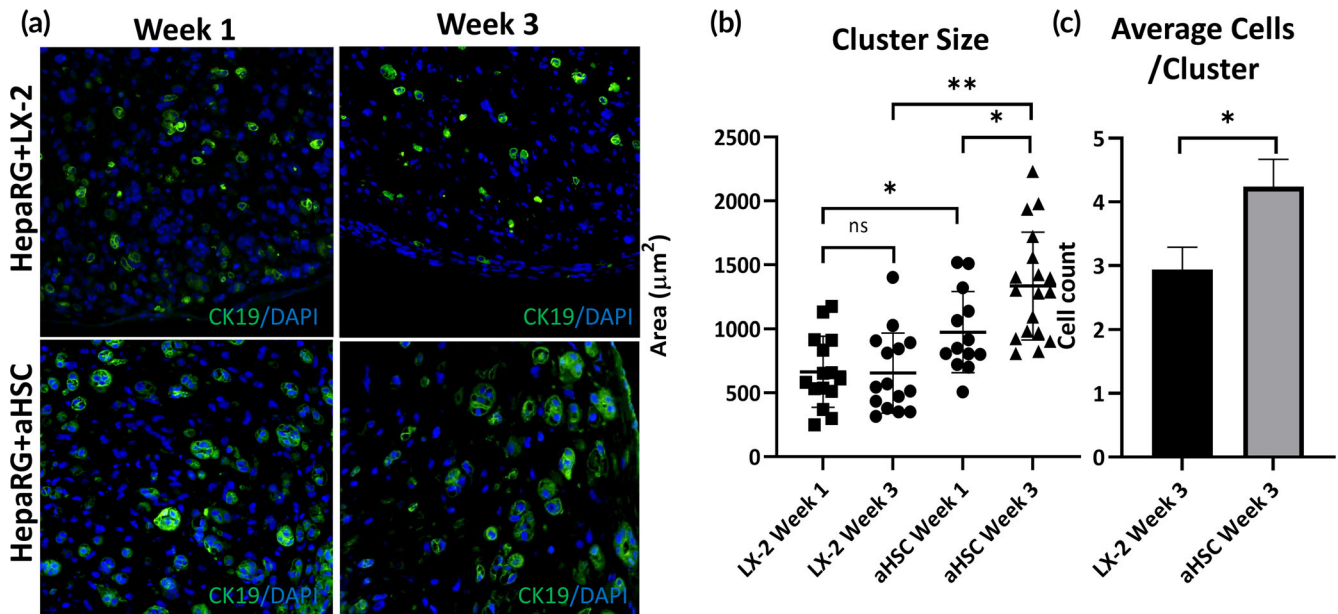 (a)
Week 1
Week 3
HepaRG+LX-2
CK19/DAPI
CK19/DAPI
HepaRG+aHSC
CK19/DAPI
CK19/DAPI
(b)
Cluster Size
**
*
*
ns
Area (μm²)
2500
2000
1500
1000
500
0
LX-2 Week 1
LX-2 Week 3
aHSC Week 1
aHSC Week 3
(c)
Average Cells
/Cluster
*
Cell count
5
4
3
2
1
0
LX-2 Week 3
aHSC Week 3